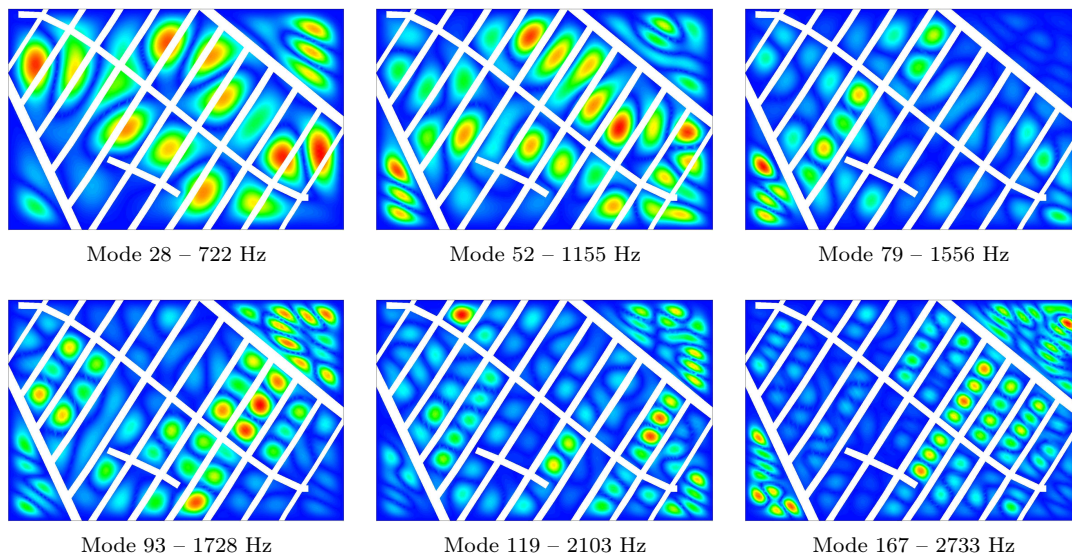 Mode 28 – 722 Hz
Mode 52 – 1155 Hz
Mode 79 – 1556 Hz
Mode 93 – 1728 Hz
Mode 119 – 2103 Hz
Mode 167 – 2733 Hz